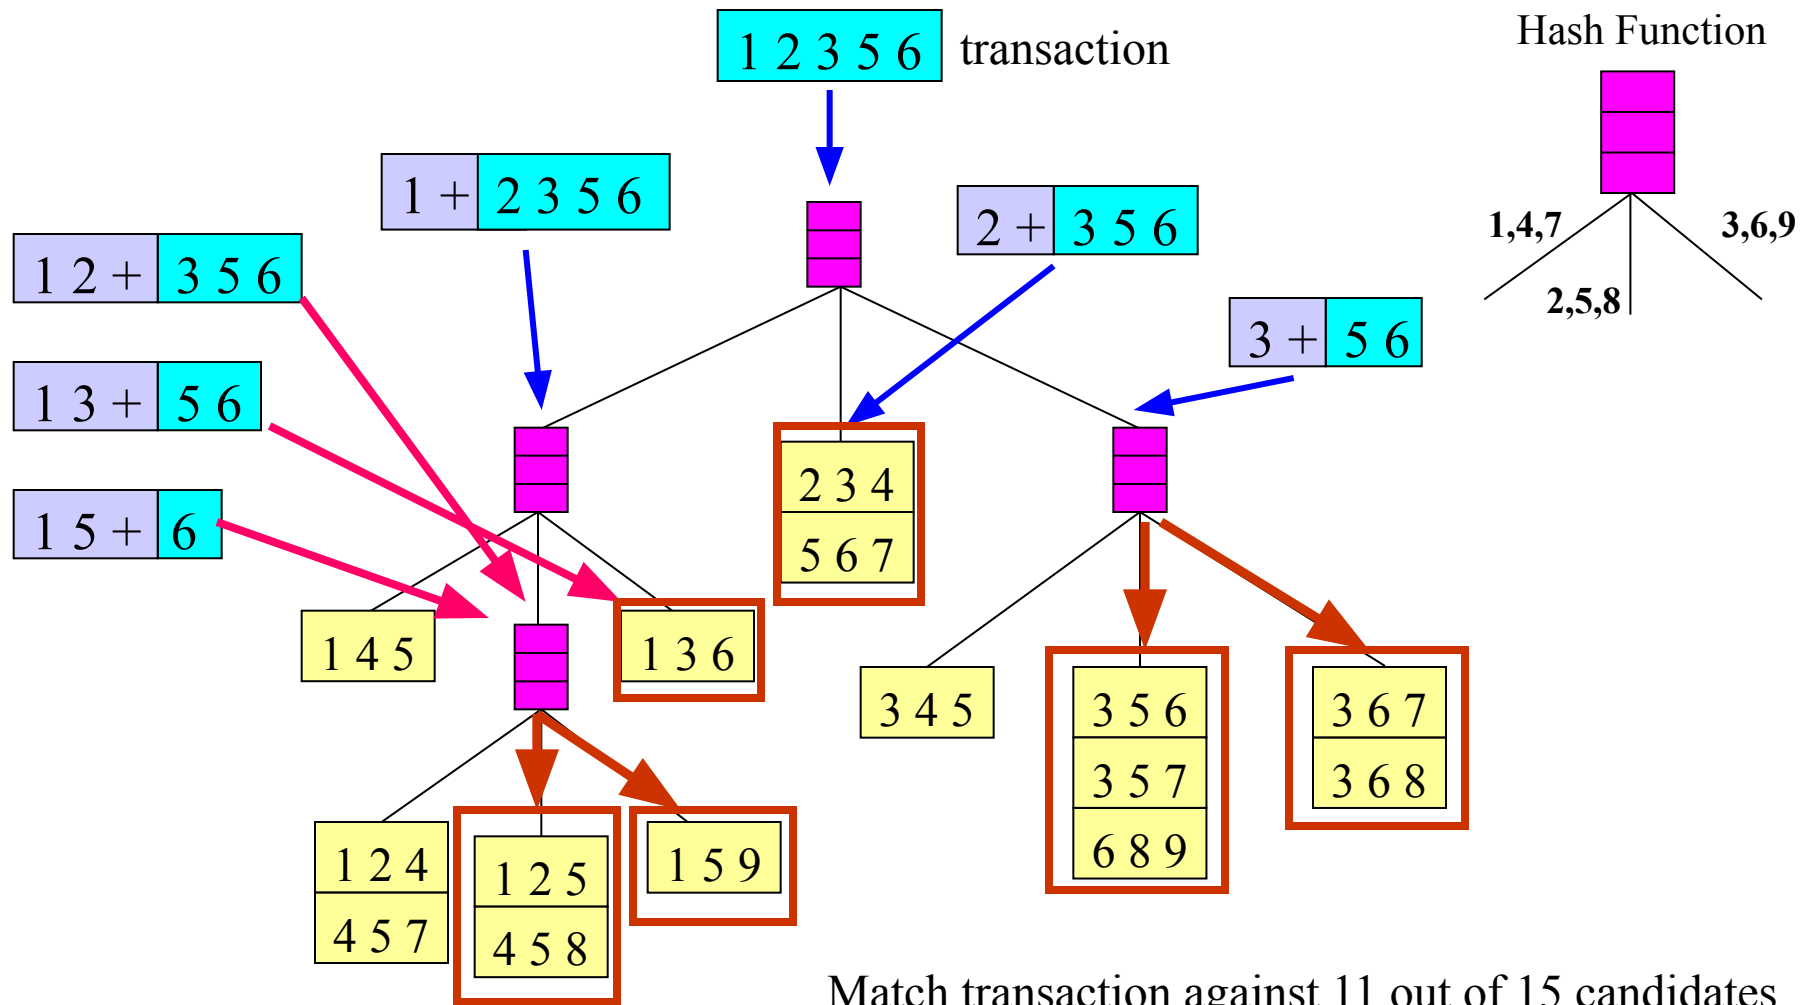 1 2 3 5 6 transaction
Hash Function
1 + 2 3 5 6
2 + 3 5 6
1,4,7
3,6,9
2,5,8
1 2 + 3 5 6
3 + 5 6
1 3 + 5 6
1 5 + 6
2 3 4
5 6 7
1 4 5
1 3 6
3 4 5
3 5 6
3 5 7
6 8 9
3 6 7
3 6 8
1 2 4
4 5 7
1 2 5
4 5 8
1 5 9
Match transaction against 11 out of 15 candidates